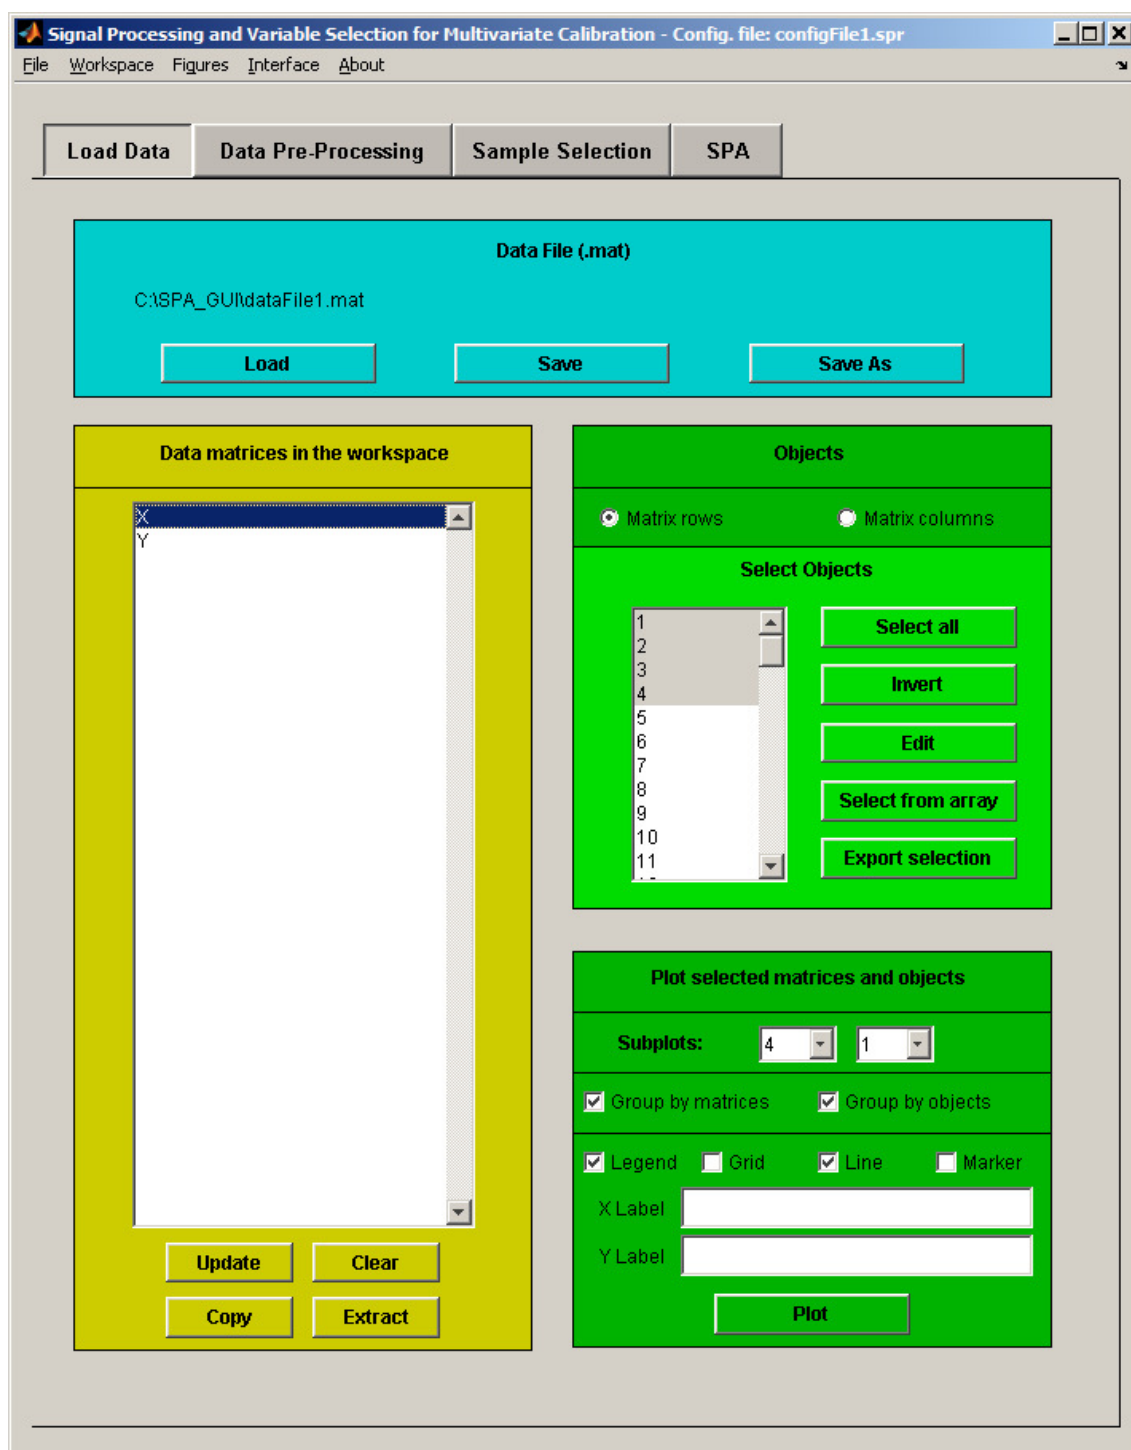 Signal Processing and Variable Selection for Multivariate Calibration - Config. file: configFile1.spr
File Workspace Figures Interface About
Load Data Data Pre-Processing Sample Selection SPA
Data File (.mat)
C:\SPA_GUI\dataFile1.mat
Load Save Save As
Data matrices in the workspace
X
Y
Update Clear
Copy Extract
Objects
Matrix rows Matrix columns
Select Objects
1
2
3
4
5
6
7
8
9
10
11
Select all
Invert
Edit
Select from array
Export selection
Plot selected matrices and objects
Subplots: 4 1
Group by matrices Group by objects
Legend Grid Line Marker
X Label
Y Label
Plot